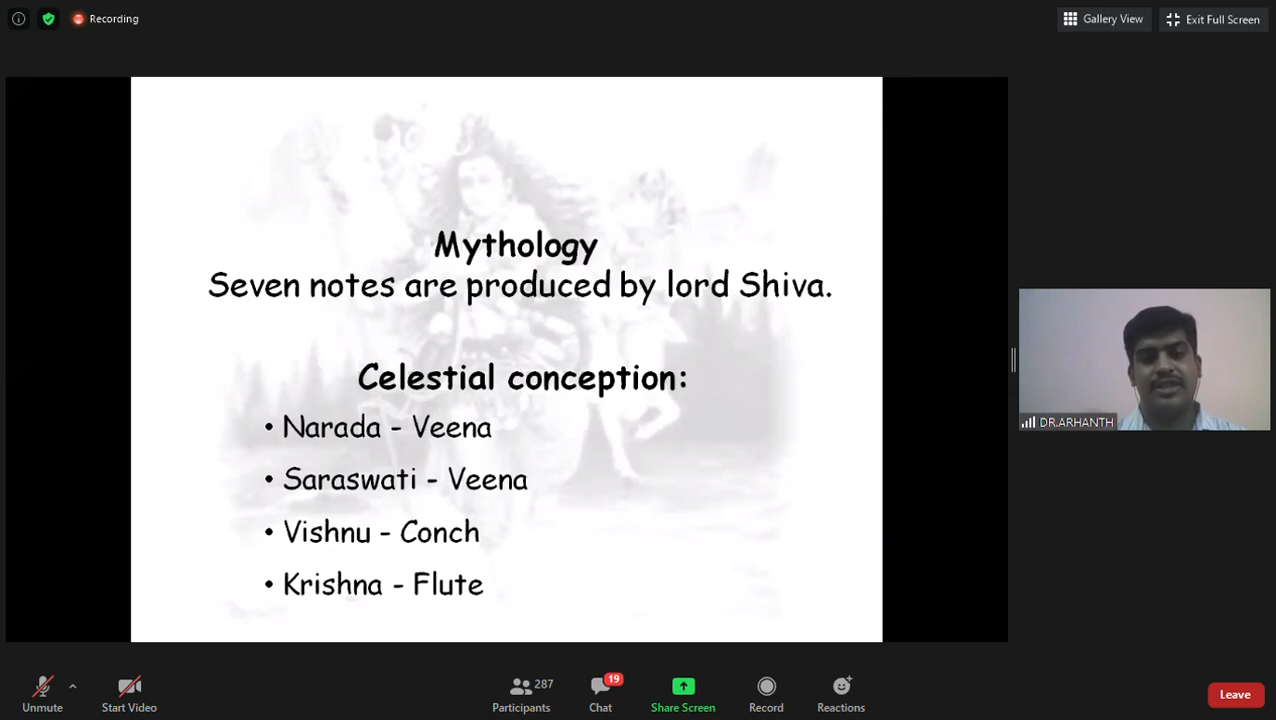 Recording
Gallery View
Exit Full Screen
Mythology
Seven notes are produced by lord Shiva.
Celestial conception:
• Narada - Veena
• Saraswati - Veena
• Vishnu - Conch
• Krishna - Flute
DR.ARHANTH
Unmute
Start Video
287
Participants
19
Chat
Share Screen
Record
Reactions
Leave